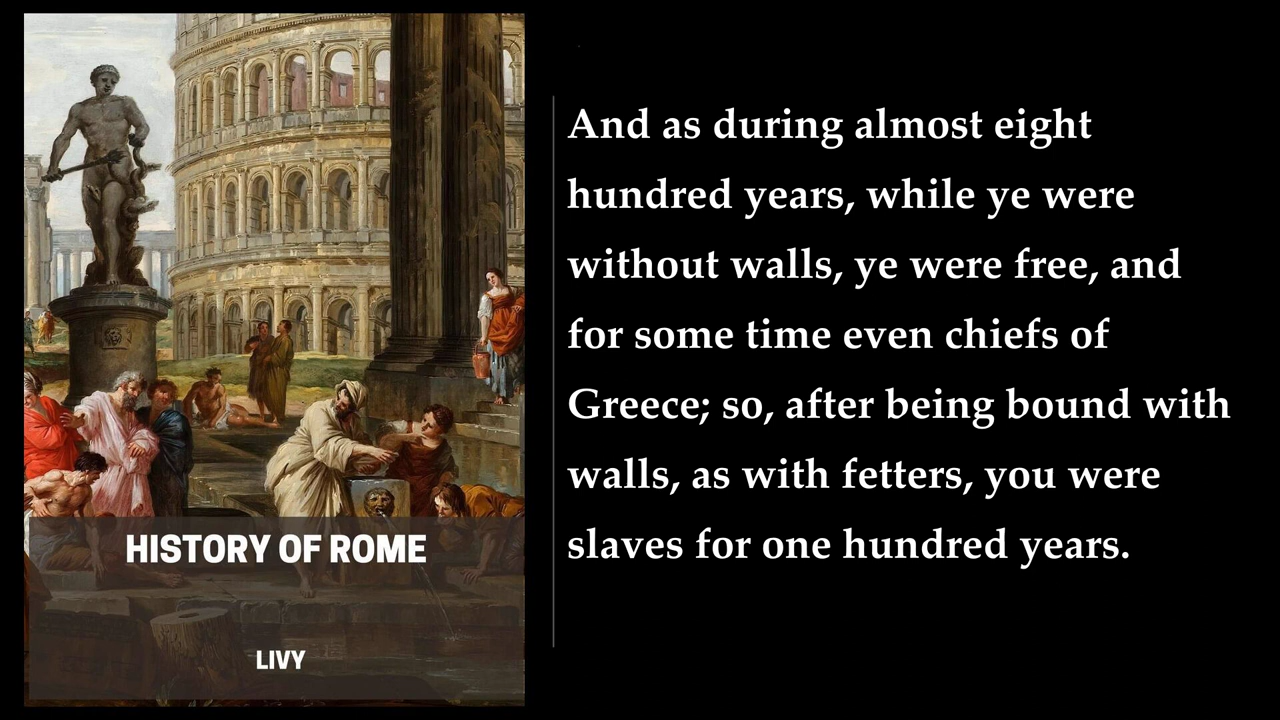 HISTORY OF ROME
LIVY
And as during almost eight
hundred years, while ye were
without walls, ye were free, and
for some time even chiefs of
Greece; so, after being bound with
walls, as with fetters, you were
slaves for one hundred years.